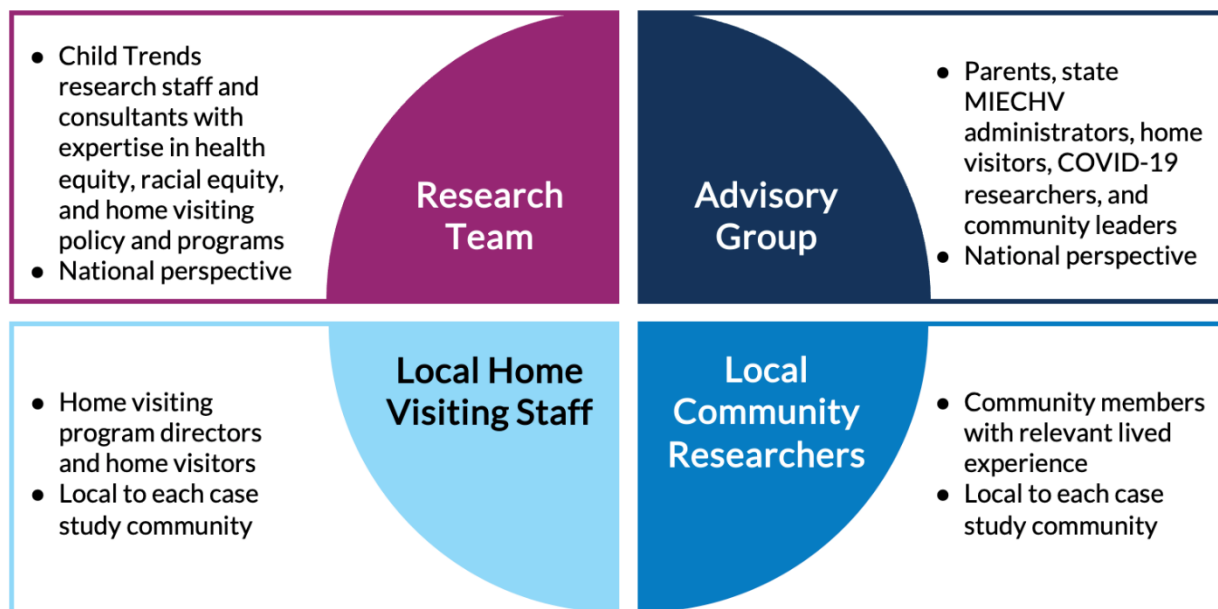 ● Child Trends
research staff and
consultants with
expertise in health
equity, racial equity,
and home visiting
policy and programs
● National perspective
Research
Team
Advisory
Group
● Parents, state
MIECHV
administrators, home
visitors, COVID-19
researchers, and
community leaders
● National perspective
● Home visiting
program directors
and home visitors
● Local to each case
study community
Local Home
Visiting Staff
Local
Community
Researchers
● Community members
with relevant lived
experience
● Local to each case
study community